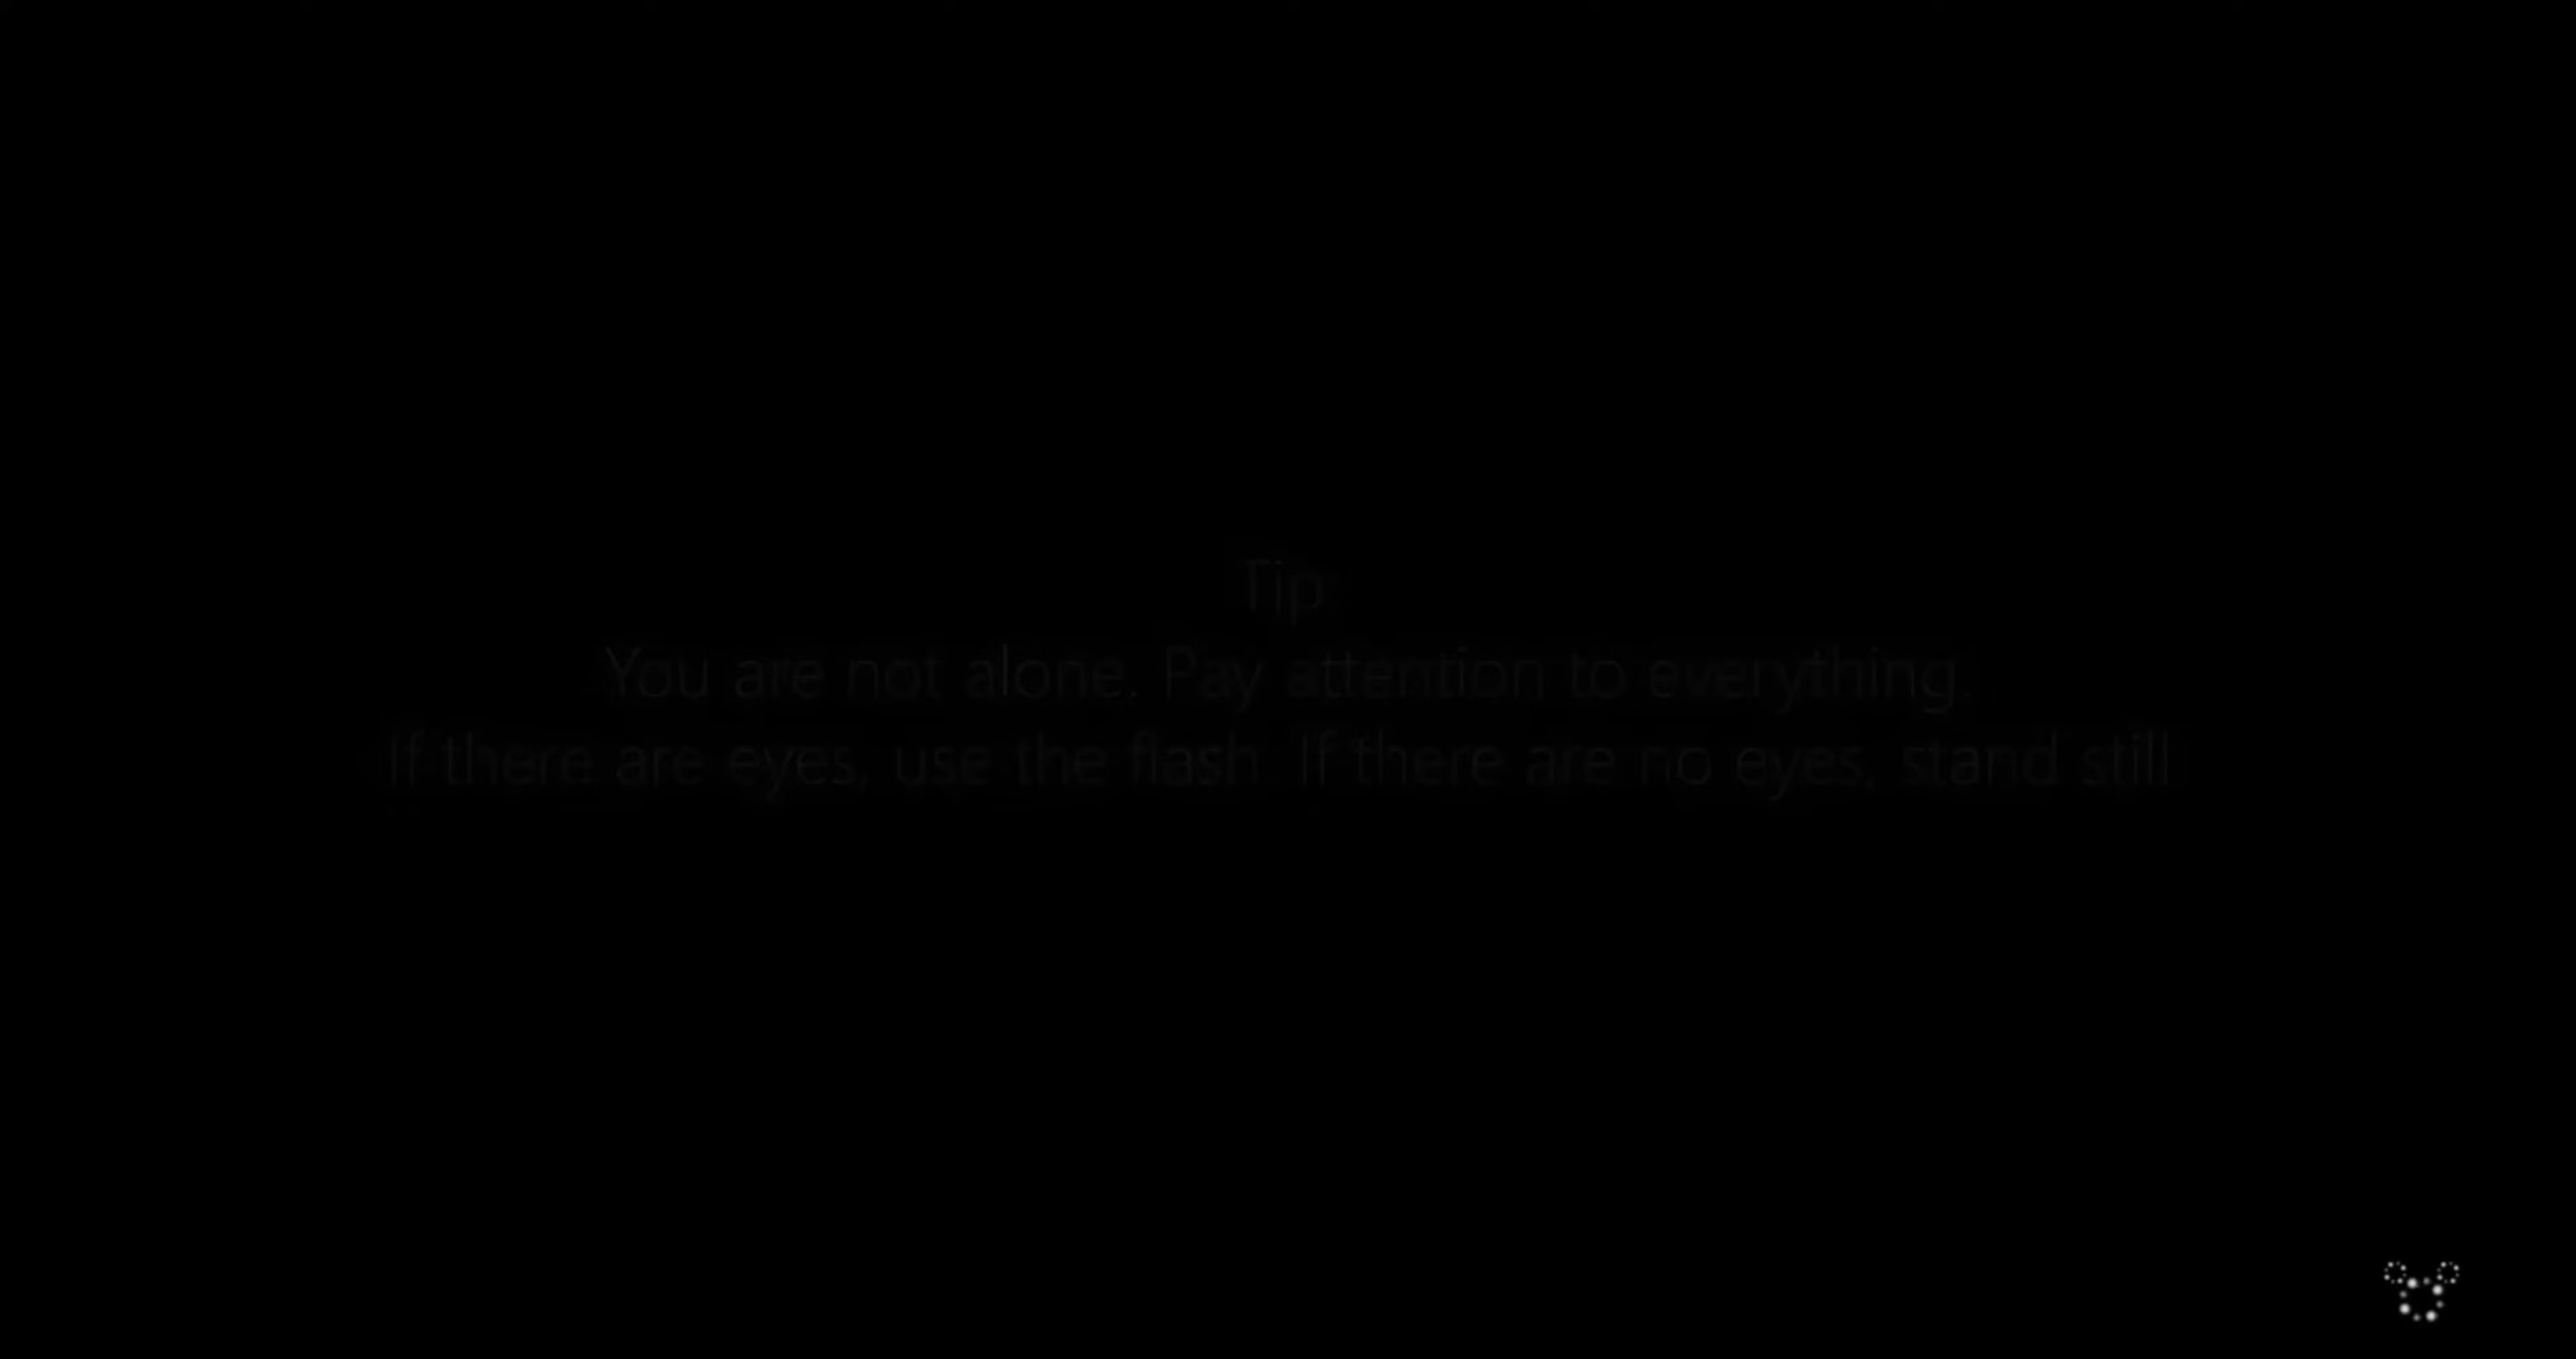 Tip:
You are not alone. Pay attention to everything.
If there are eyes, use the flash. If there are no eyes, stand still